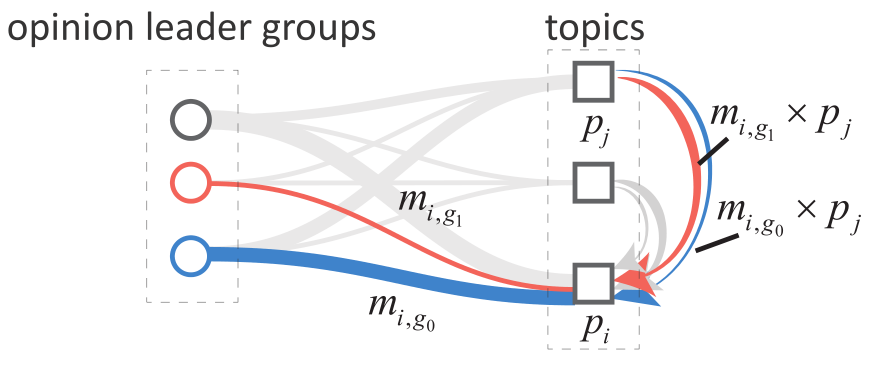 opinion leader groups
topics
p_j
m_{i,g_1} × p_j
m_{i,g_1}
m_{i,g_0} × p_j
m_{i,g_0}
p_i